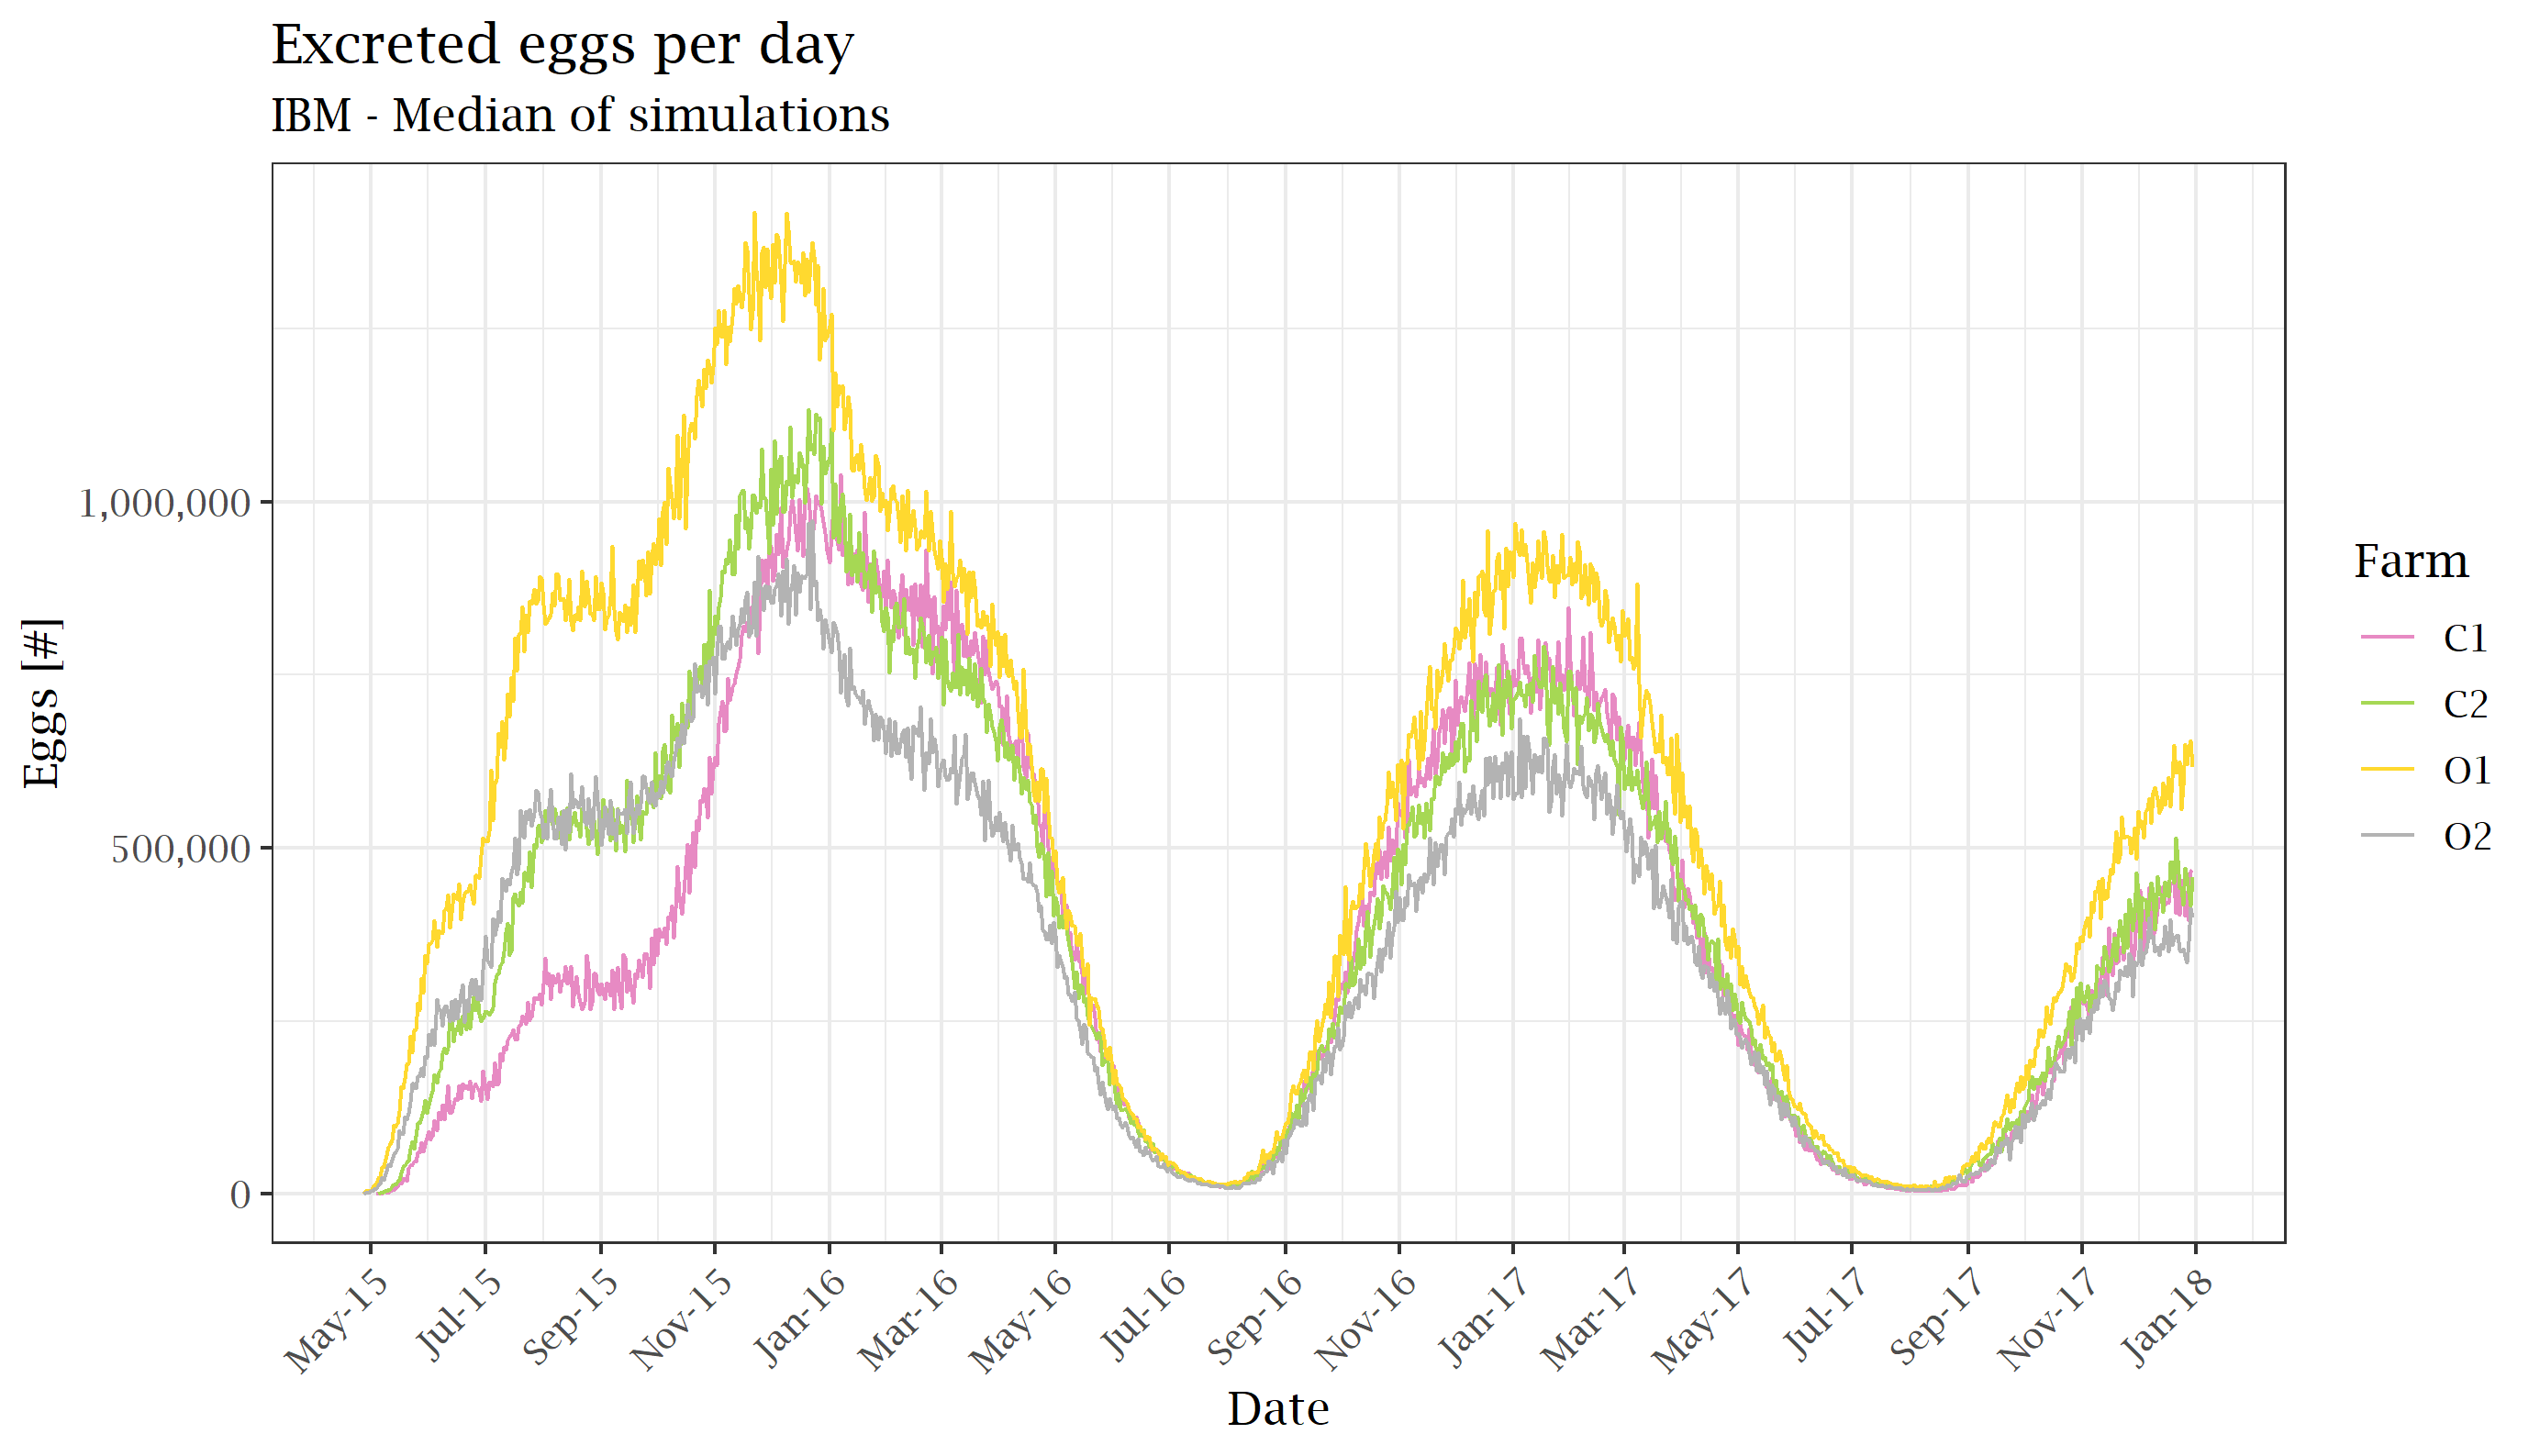 Excreted eggs per day
IBM - Median of simulations
Eggs [#]
1,000,000
500,000
0
May-15
Jul-15
Sep-15
Nov-15
Jan-16
Mar-16
May-16
Jul-16
Sep-16
Nov-16
Jan-17
Mar-17
May-17
Jul-17
Sep-17
Nov-17
Jan-18
Date
Farm
C1
C2
O1
O2